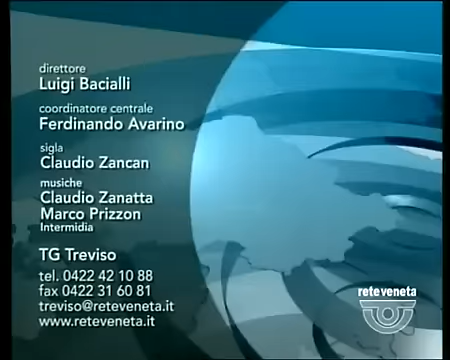 direttore
Luigi Bacialli
coordinatore centrale
Ferdinando Avarino
sigla
Claudio Zancan
musiche
Claudio Zanatta
Marco Prizzon
Intermidia
TG Treviso
tel. 0422 42 10 88
fax 0422 31 60 81
treviso@reteveneta.it
www.reteveneta.it
reteveneta